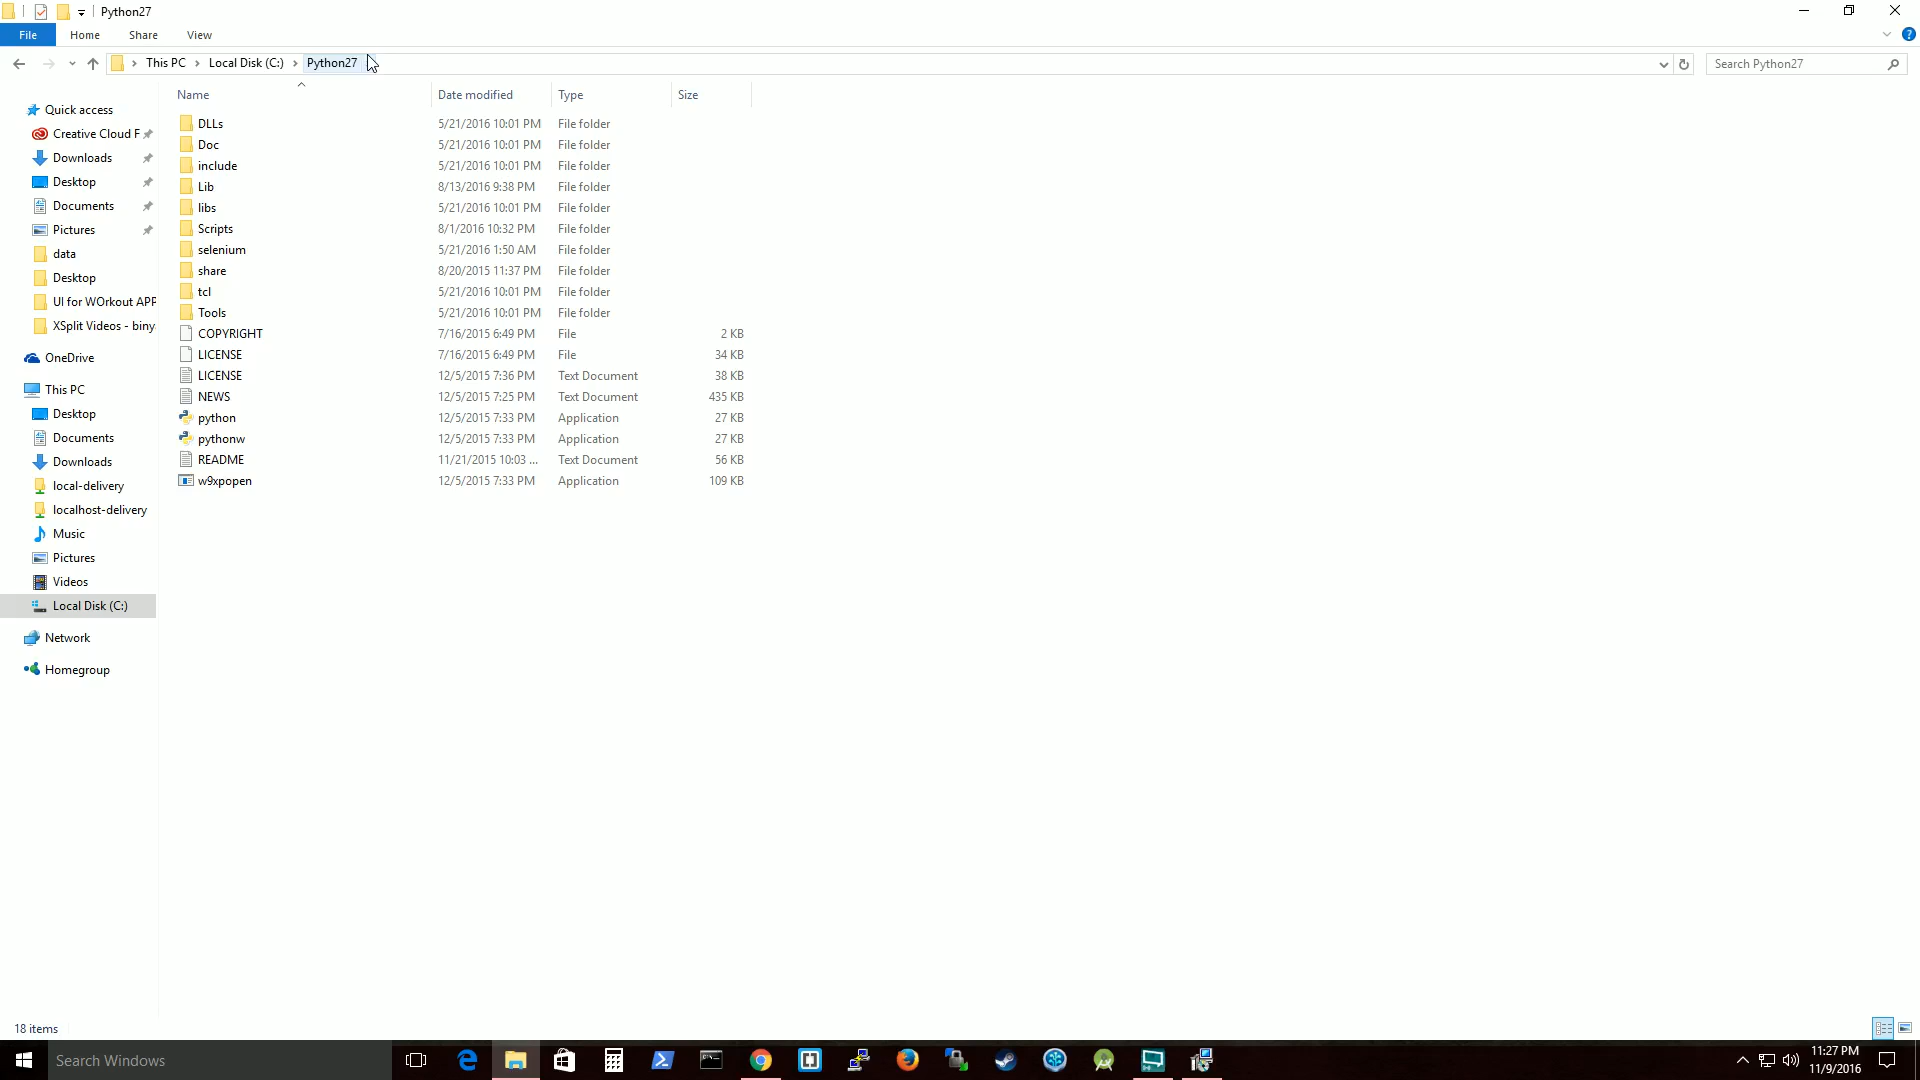 Python27
File Home Share View
This PC Local Disk (C:) Python27 Search Python27
Name Date modified Type Size
Quick access
Creative Cloud F
Downloads
Desktop
Documents
Pictures
data
Desktop
UI for WOrkout APP
XSplit Videos - biny
OneDrive
This PC
Desktop
Documents
Downloads
local-delivery
localhost-delivery
Music
Pictures
Videos
Local Disk (C:)
Network
Homegroup
DLLs 5/21/2016 10:01 PM File folder
Doc 5/21/2016 10:01 PM File folder
include 5/21/2016 10:01 PM File folder
Lib 8/13/2016 9:38 PM File folder
libs 5/21/2016 10:01 PM File folder
Scripts 8/1/2016 10:32 PM File folder
selenium 5/21/2016 1:50 AM File folder
share 8/20/2015 11:37 PM File folder
tcl 5/21/2016 10:01 PM File folder
Tools 5/21/2016 10:01 PM File folder
COPYRIGHT 7/16/2015 6:49 PM File 2 KB
LICENSE 7/16/2015 6:49 PM File 34 KB
LICENSE 12/5/2015 7:36 PM Text Document 38 KB
NEWS 12/5/2015 7:25 PM Text Document 435 KB
python 12/5/2015 7:33 PM Application 27 KB
pythonw 12/5/2015 7:33 PM Application 27 KB
README 11/21/2015 10:03 ... Text Document 56 KB
w9xpopen 12/5/2015 7:33 PM Application 109 KB
18 items
Search Windows
11:27 PM
11/9/2016